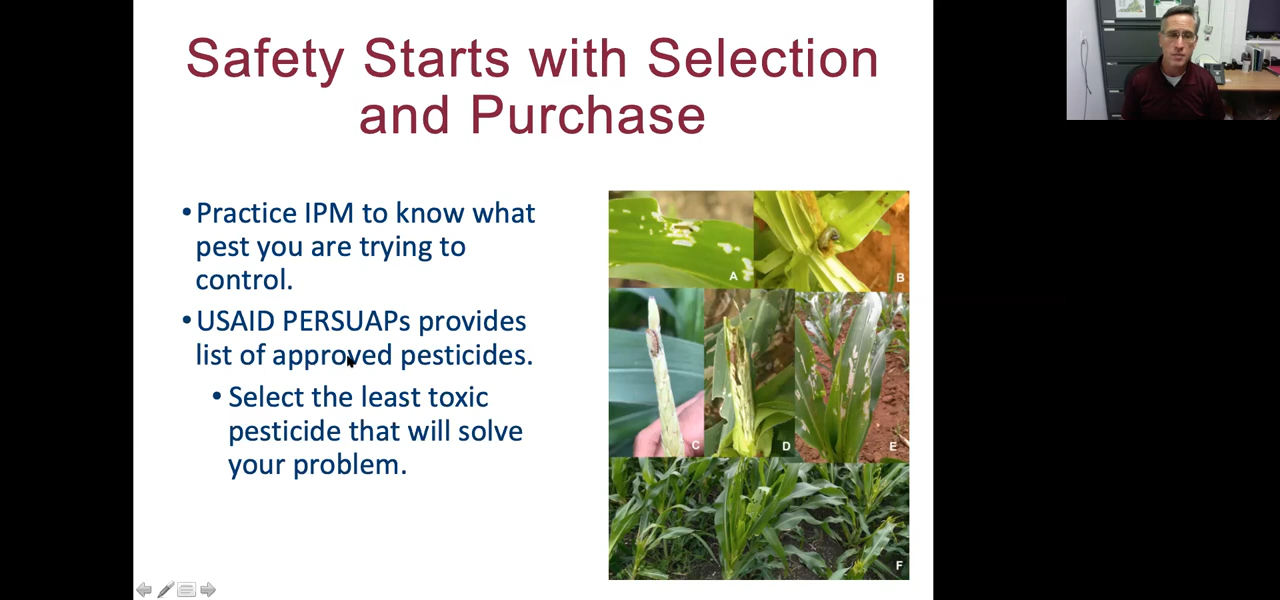 Safety Starts with Selection
and Purchase
•Practice IPM to know what
pest you are trying to
control.
•USAID PERSUAPs provides
list of approved pesticides.
•Select the least toxic
pesticide that will solve
your problem.
A
B
C
D
E
F